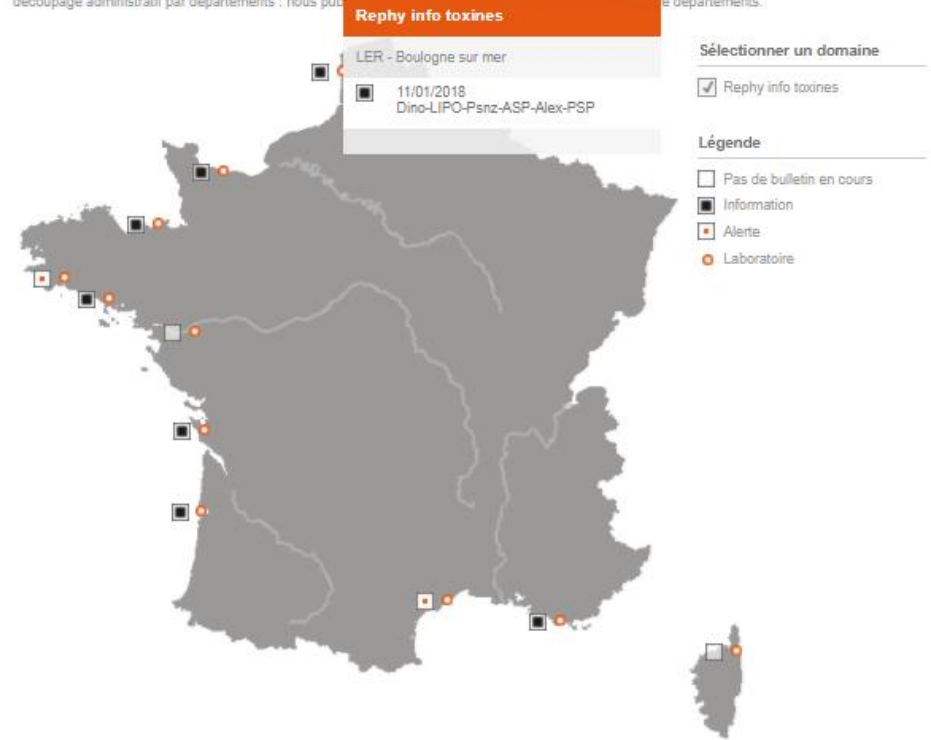 découpage administratif par départements : nous pub
e départements.
Rephy info toxines
LER - Boulogne sur mer
11/01/2018
Dino-LIPO-Psnz-ASP-Alex-PSP
Sélectionner un domaine
Rephy info toxines
Légende
Pas de bulletin en cours
Information
Alerte
Laboratoire